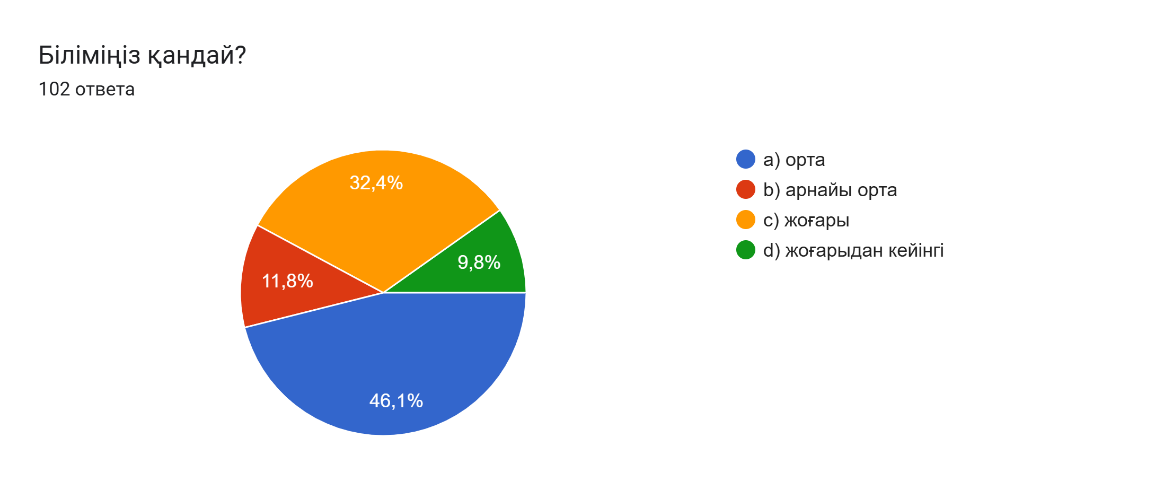 Біліміңіз қандай?
102 ответа
32,4%
9,8%
11,8%
46,1%
a) орта
b) арнайы орта
c) жоғары
d) жоғарыдан кейінгі